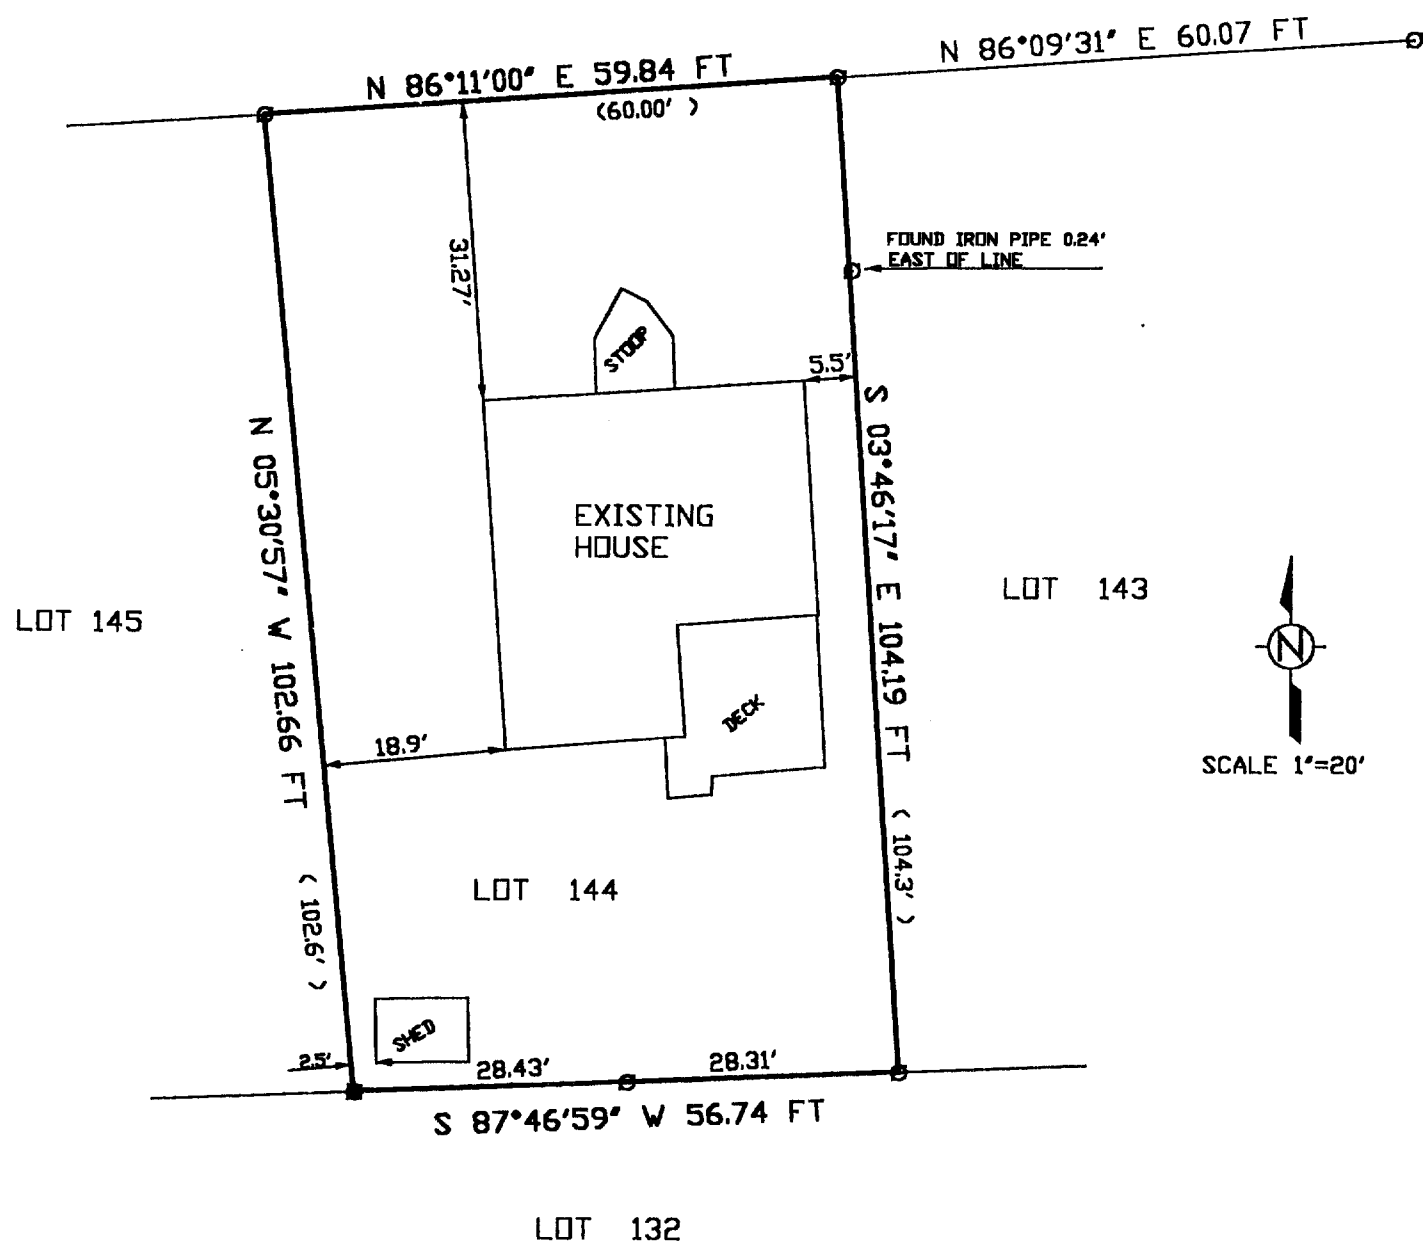 N 86°09'31" E 60.07 FT
N 86°11'00" E 59.84 FT
(60.00' )
FOUND IRON PIPE 0.24'
EAST OF LINE
31.27'
STOOP
5.5'
S 03°46'17" E 104.19 FT ( 104.3' )
N 05°30'57" W 102.66 FT ( 102.6' )
EXISTING
HOUSE
LOT 143
LOT 145
N
DECK
18.9'
SCALE 1"=20'
LOT 144
SHED
2.5'
28.43'
28.31'
S 87°46'59" W 56.74 FT
LOT 132